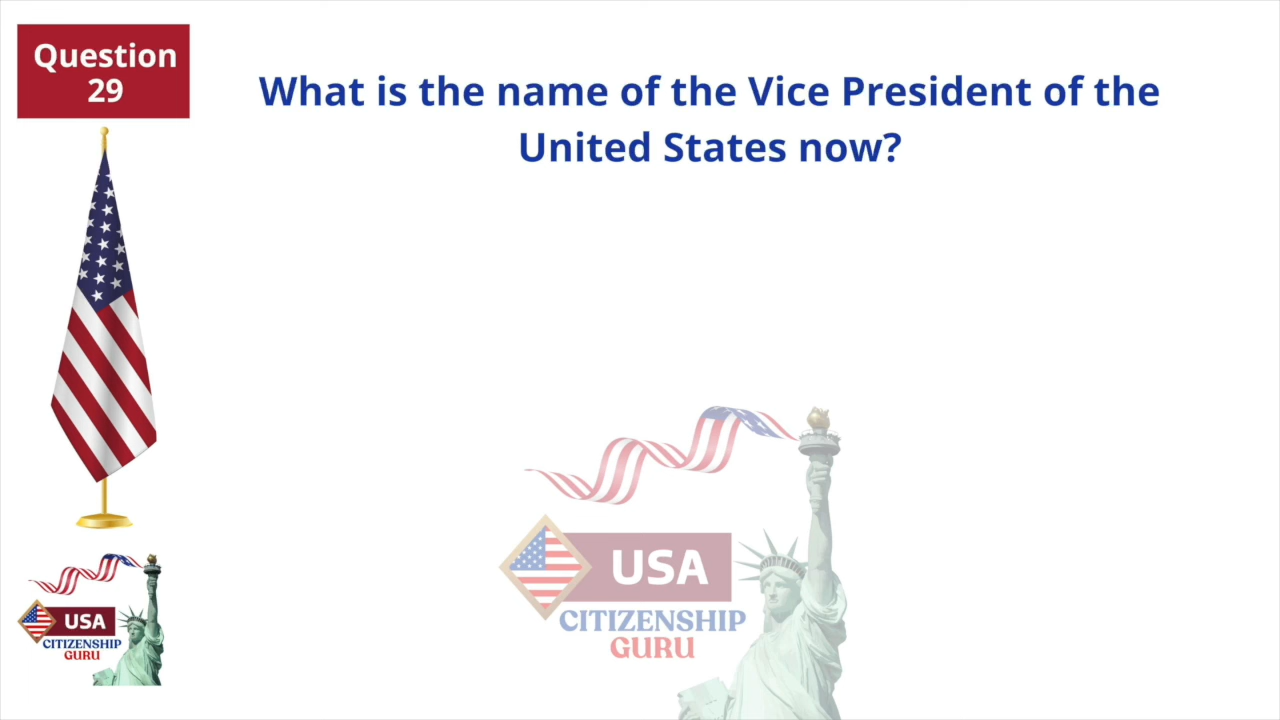 Question
29
What is the name of the Vice President of the
United States now?
USA
CITIZENSHIP
GURU
USA
CITIZENSHIP
GURU